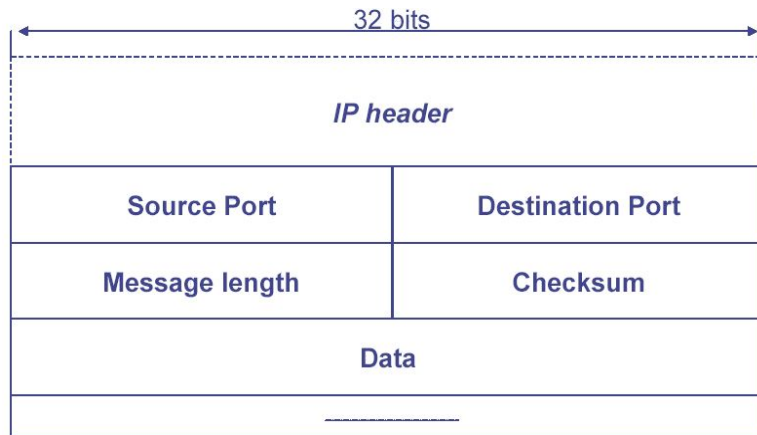 32 bits
IP header
Source Port
Destination Port
Message length
Checksum
Data